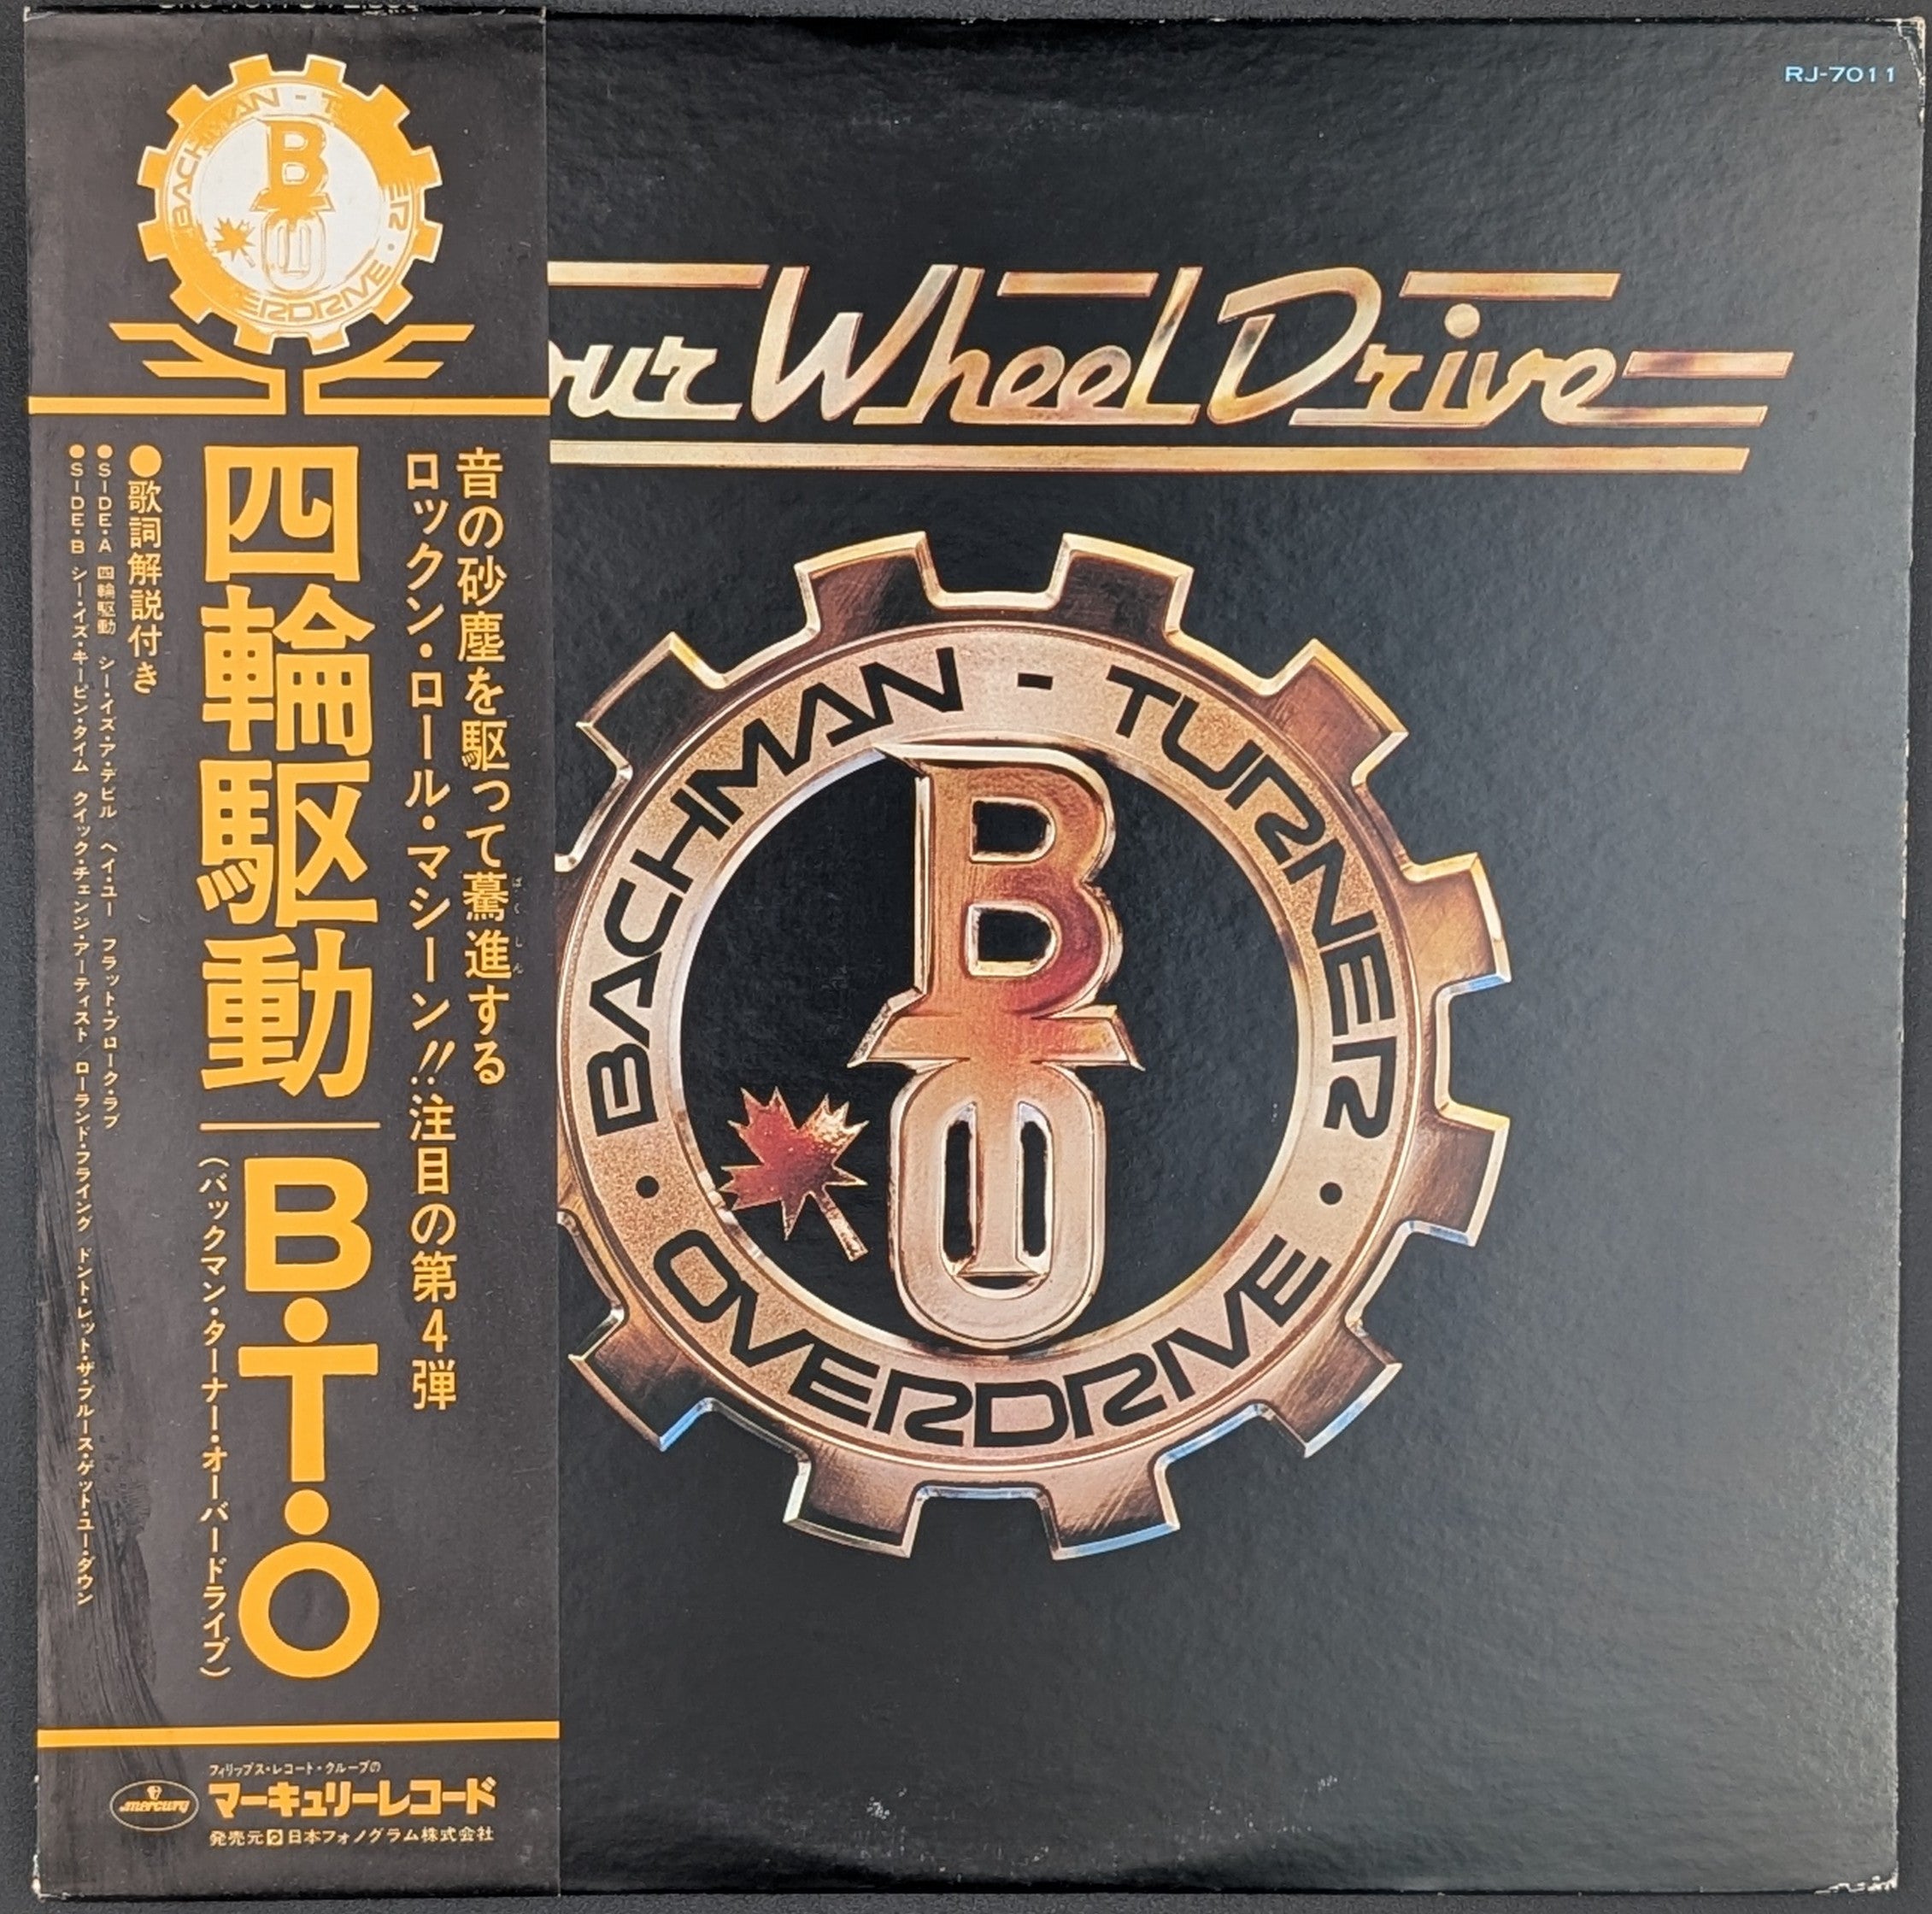 RJ-7011
our Wheel Drive
BACHMAN - TURNER
• OVERDRIVE •
BTO
BACHMAN - T
ER •
ERDRIVE
BTO
音の砂塵を駆って驀進する
ばくしん
ロックン・ロール・マシーン!!注目の第4弾
四輪駆動 B・T・O
(バックマン・ターナー・オーバードライブ)
●歌詞解説付き
●SIDE・A 四輪駆動 シー・イズ・ア・デビル ヘイ・ユー フラット・ブローク・ラブ
●SIDE・B シー・イズ・キーピン・タイム クイック・チェンジ・アーティスト ローランド・フライング ドント・レット・ザ・ブルース・ゲット・ユー・ダウン
フィリップス・レコード・グループの
mercury マーキュリーレコード
発売元 日本フォノグラム株式会社